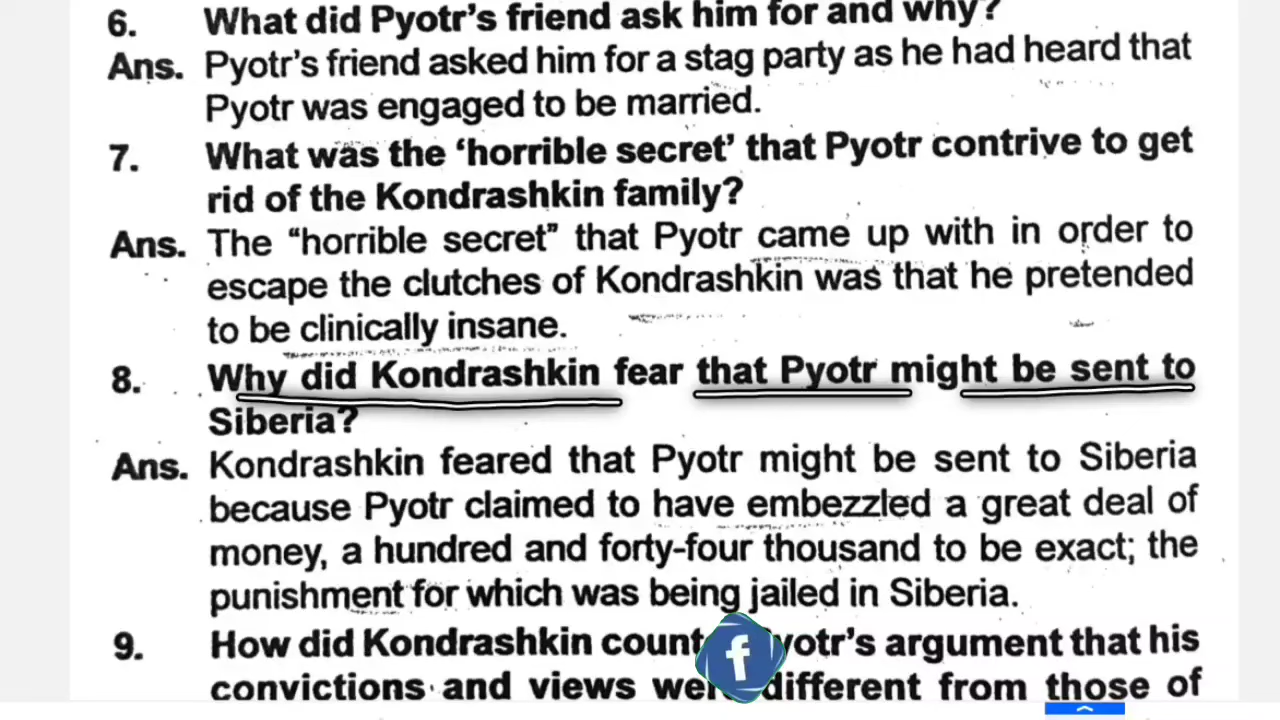 6. What did Pyotr's friend ask him for and why?
Ans. Pyotr's friend asked him for a stag party as he had heard that
Pyotr was engaged to be married.
7. What was the ‘horrible secret’ that Pyotr contrive to get
rid of the Kondrashkin family?
Ans. The “horrible secret” that Pyotr came up with in order to
escape the clutches of Kondrashkin was that he pretended
to be clinically insane.
8. Why did Kondrashkin fear that Pyotr might be sent to
Siberia?
Ans. Kondrashkin feared that Pyotr might be sent to Siberia
because Pyotr claimed to have embezzled a great deal of
money, a hundred and forty-four thousand to be exact; the
punishment for which was being jailed in Siberia.
9. How did Kondrashkin count yotr's argument that his
convictions and views were different from those of